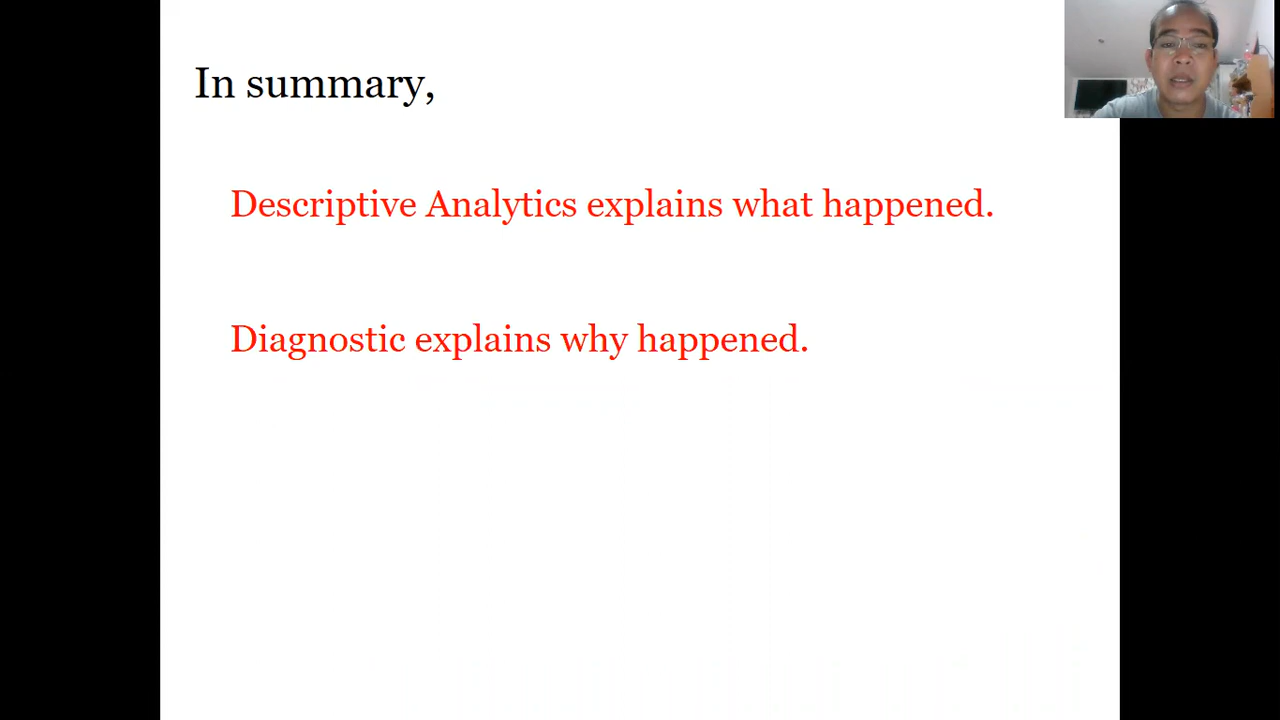 In summary,
Descriptive Analytics explains what happened.
Diagnostic explains why happened.